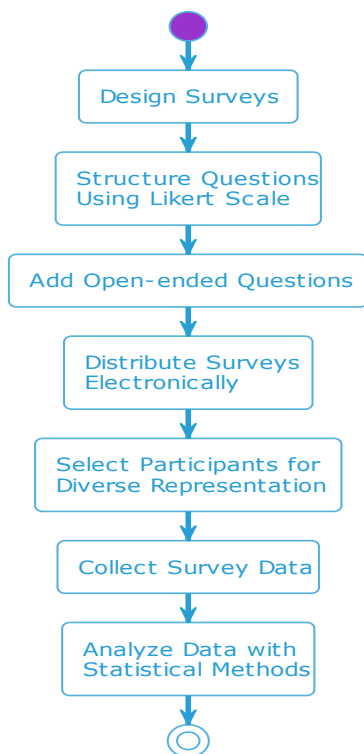 Design Surveys
Structure Questions
Using Likert Scale
Add Open-ended Questions
Distribute Surveys
Electronically
Select Participants for
Diverse Representation
Collect Survey Data
Analyze Data with
Statistical Methods